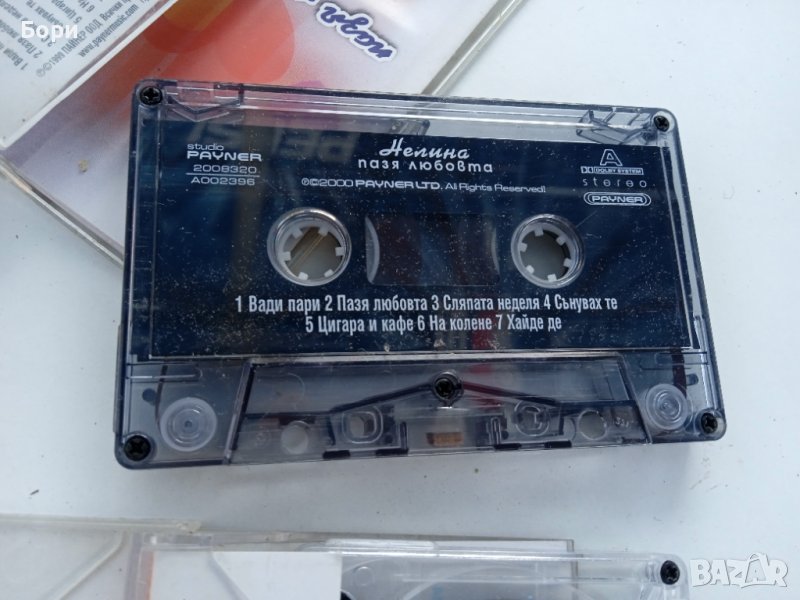 Бори
пазя
studio
PAYNER
2008320
A002396
Нелина
пазя любовта
℗©2000 PAYNER LTD. All Rights Reserved!
A
DOLBY SYSTEM
stereo
PAYNER
1 Вади пари 2 Пазя любовта 3 Сляпата неделя 4 Сънувах те
5 Цигара и кафе 6 На колене 7 Хайде де
BAZAR